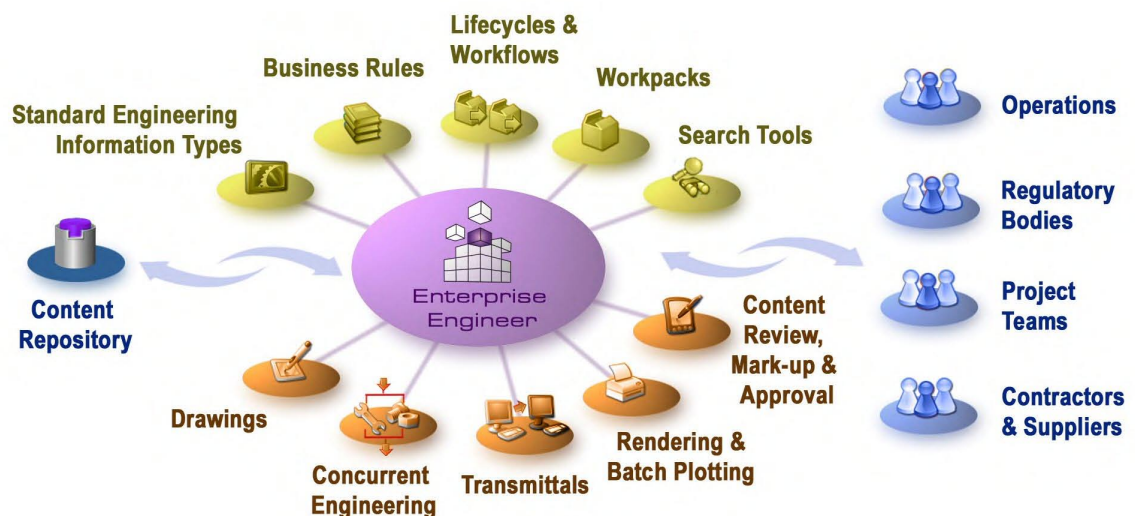 Lifecycles &
Workflows
Business Rules
Workpacks
Standard Engineering
Information Types
Search Tools
Operations
Regulatory
Bodies
Enterprise
Engineer
Content
Repository
Project
Teams
Content
Review,
Mark-up &
Approval
Drawings
Contractors
& Suppliers
Rendering &
Batch Plotting
Concurrent
Engineering
Transmittals